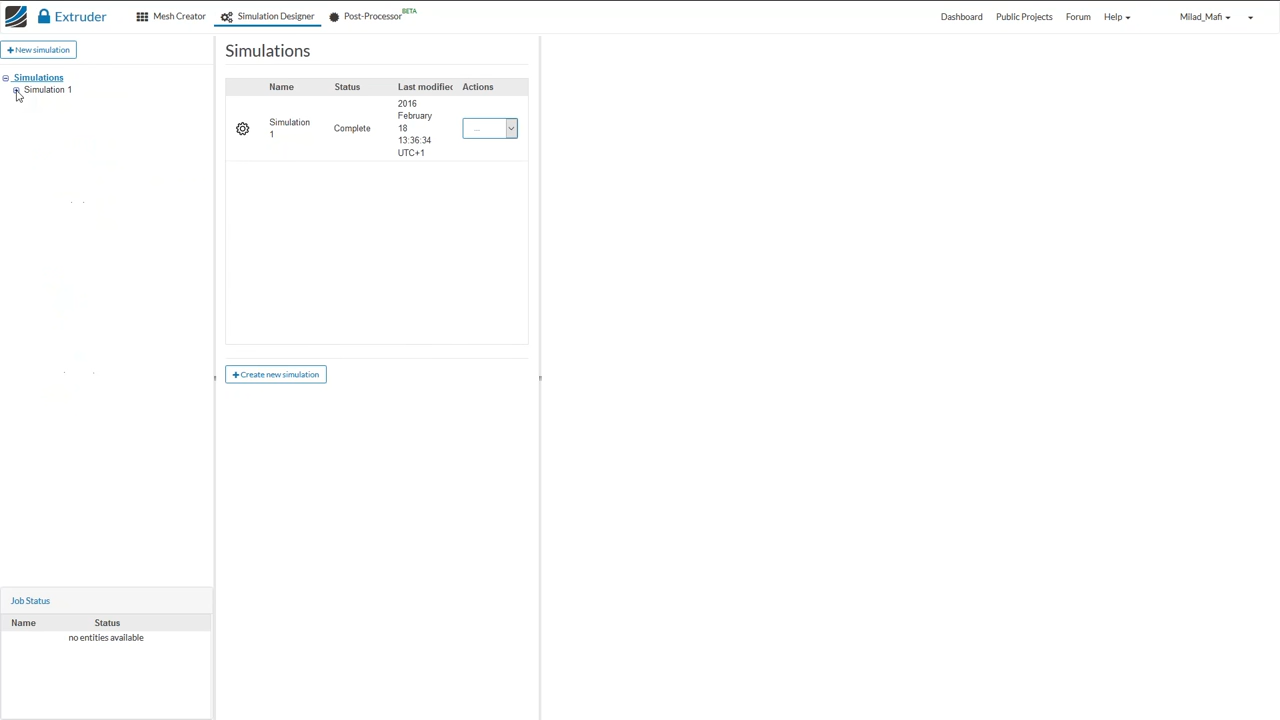 Extruder Mesh Creator Simulation Designer Post-Processor BETA Dashboard Public Projects Forum Help Milad_Mafi
New simulation
Simulations
Simulation 1
Simulations
Name Status Last modified Actions
Simulation
1
Complete
2016
February
18
13:36:34
UTC+1
...
Create new simulation
Job Status
Name Status
no entities available